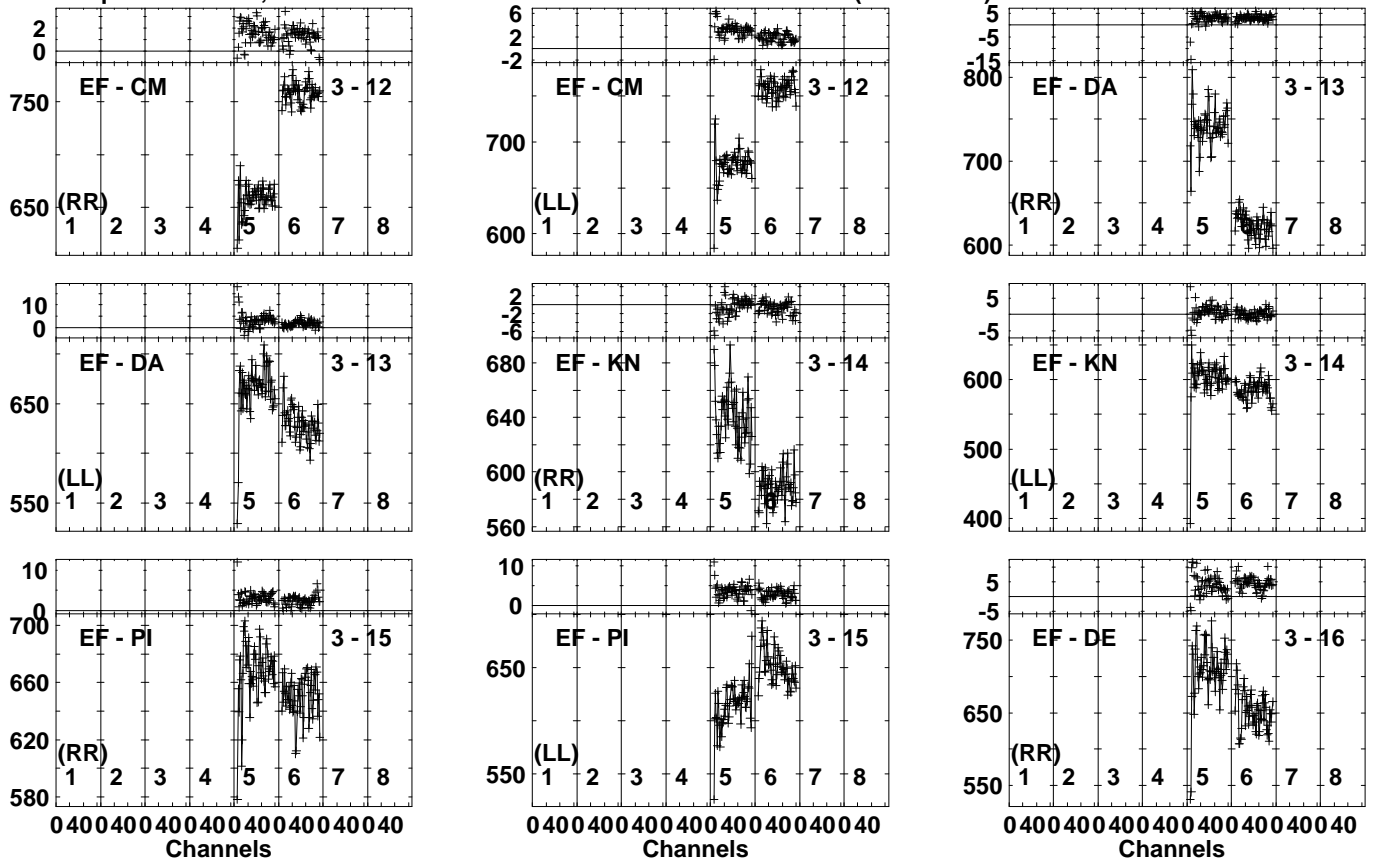 2
0
EF - CM 3 - 12
750
650
(RR)
1 2 3 4 5 6 7 8
6
2
-2
EF - CM 3 - 12
700
600
(LL)
1 2 3 4 5 6 7 8
5
-5
-15
EF - DA 3 - 13
800
700
600
(RR)
1 2 3 4 5 6 7 8
10
0
EF - DA 3 - 13
650
550
(LL)
1 2 3 4 5 6 7 8
2
-2
-6
EF - KN 3 - 14
680
640
600
560
(RR)
1 2 3 4 5 6 7 8
5
-5
EF - KN 3 - 14
600
500
400
(LL)
1 2 3 4 5 6 7 8
10
0
EF - PI 3 - 15
700
660
620
580
(RR)
1 2 3 4 5 6 7 8
0 40 0 40 0 40 0 40 0 40 0 40 0 40 0 40
Channels
10
0
EF - PI 3 - 15
650
550
(LL)
1 2 3 4 5 6 7 8
0 40 0 40 0 40 0 40 0 40 0 40 0 40 0 40
Channels
5
-5
EF - DE 3 - 16
750
650
550
(RR)
1 2 3 4 5 6 7 8
0 40 0 40 0 40 0 40 0 40 0 40 0 40 0 40
Channels